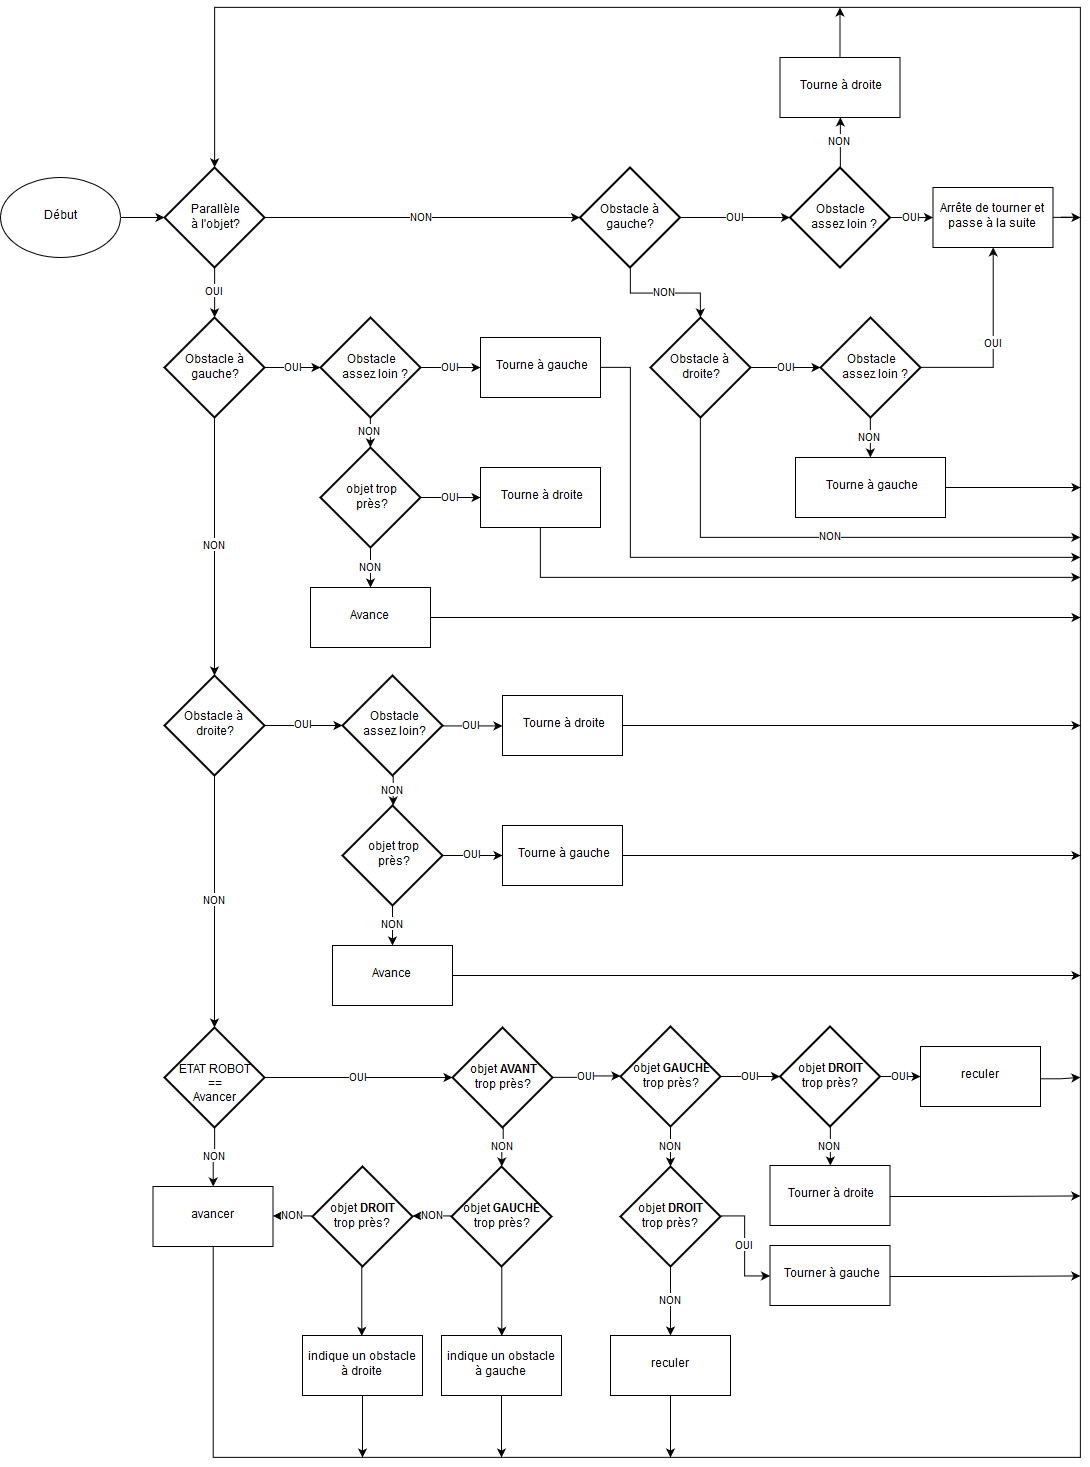 Tourne à droite
NON
Début
Parallèle
à l'objet?
NON
Obstacle à
gauche?
OUI
Obstacle
assez loin ?
OUI
Arrête de tourner et
passe à la suite
OUI
NON
Obstacle à
gauche?
OUI
Obstacle
assez loin ?
OUI
Tourne à gauche
Obstacle à
droite?
OUI
Obstacle
assez loin ?
OUI
NON
NON
objet trop
près?
OUI
Tourne à droite
Tourne à gauche
NON
NON
NON
Avance
Obstacle à
droite?
OUI
Obstacle
assez loin?
OUI
Tourne à droite
NON
objet trop
près?
OUI
Tourne à gauche
NON
NON
Avance
ETAT ROBOT
==
Avancer
OUI
objet AVANT
trop près?
OUI
objet GAUCHE
trop près?
OUI
objet DROIT
trop près?
OUI
reculer
NON
NON
NON
NON
avancer
NON
objet DROIT
trop près?
NON
objet GAUCHE
trop près?
objet DROIT
trop près?
OUI
Tourner à droite
Tourner à gauche
NON
indique un obstacle
à droite
indique un obstacle
à gauche
reculer